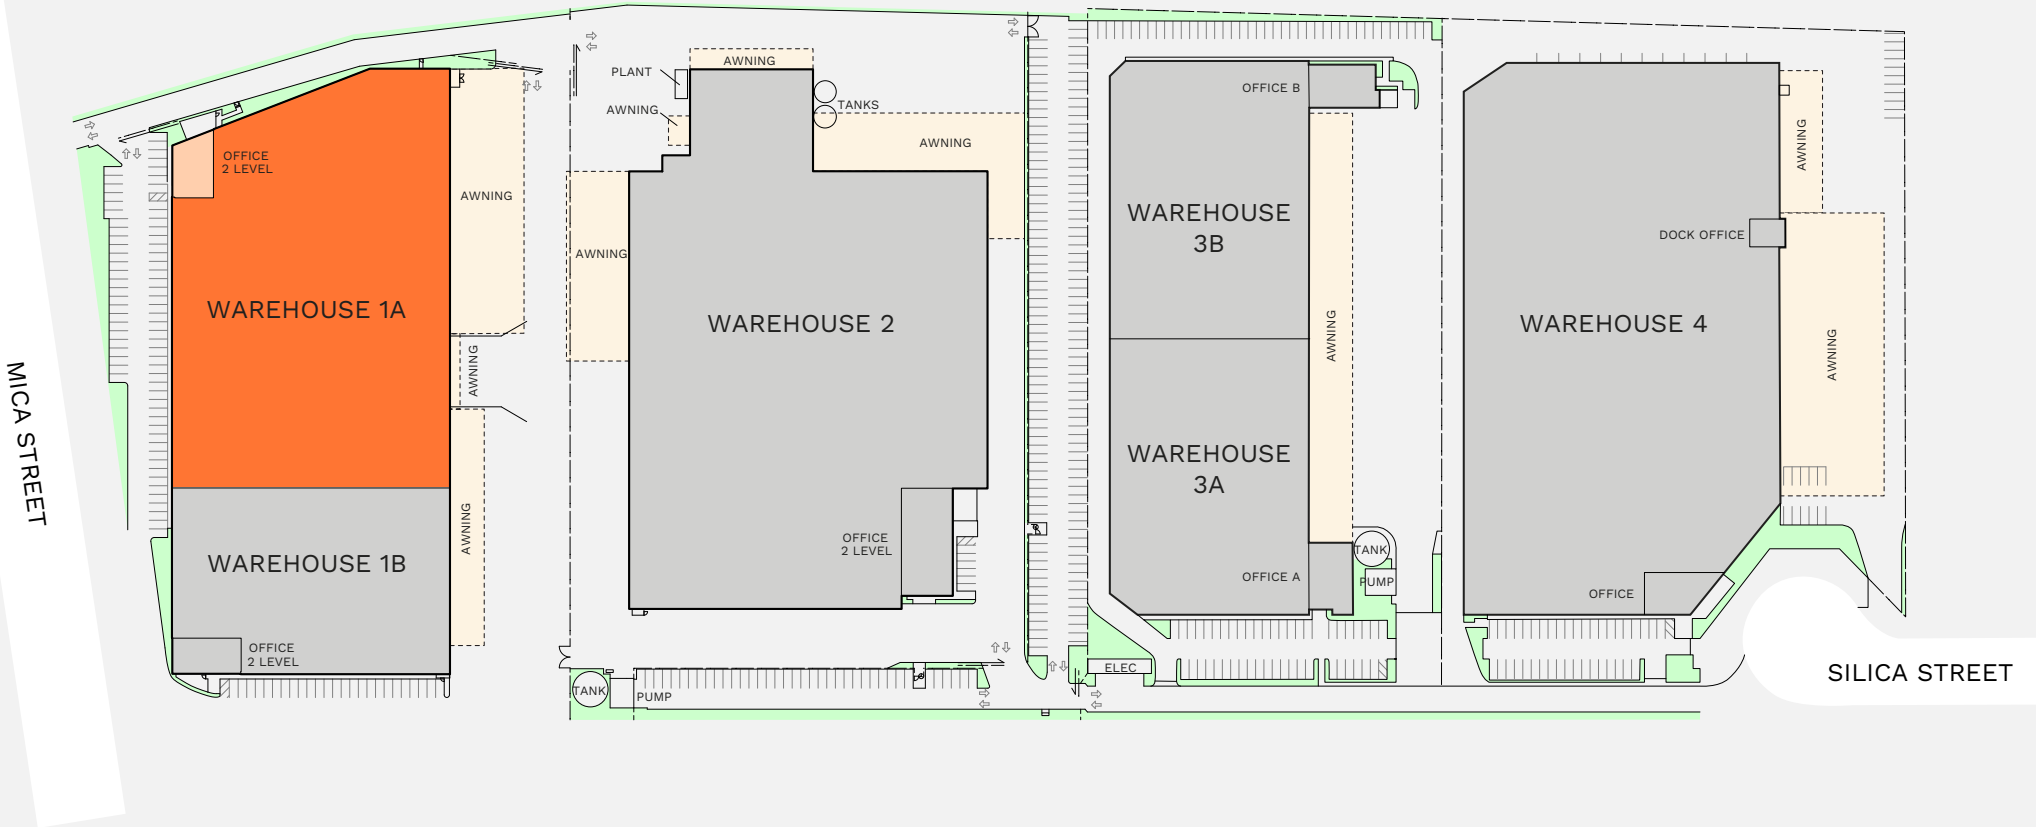 MICA STREET
OFFICE
2 LEVEL
WAREHOUSE 1A
AWNING
AWNING
AWNING
WAREHOUSE 1B
OFFICE
2 LEVEL
PLANT
AWNING
AWNING
TANKS
AWNING
AWNING
WAREHOUSE 2
OFFICE
2 LEVEL
TANK
PUMP
OFFICE B
WAREHOUSE
3B
AWNING
WAREHOUSE
3A
OFFICE A
TANK
PUMP
ELEC
AWNING
DOCK OFFICE
WAREHOUSE 4
AWNING
OFFICE
SILICA STREET